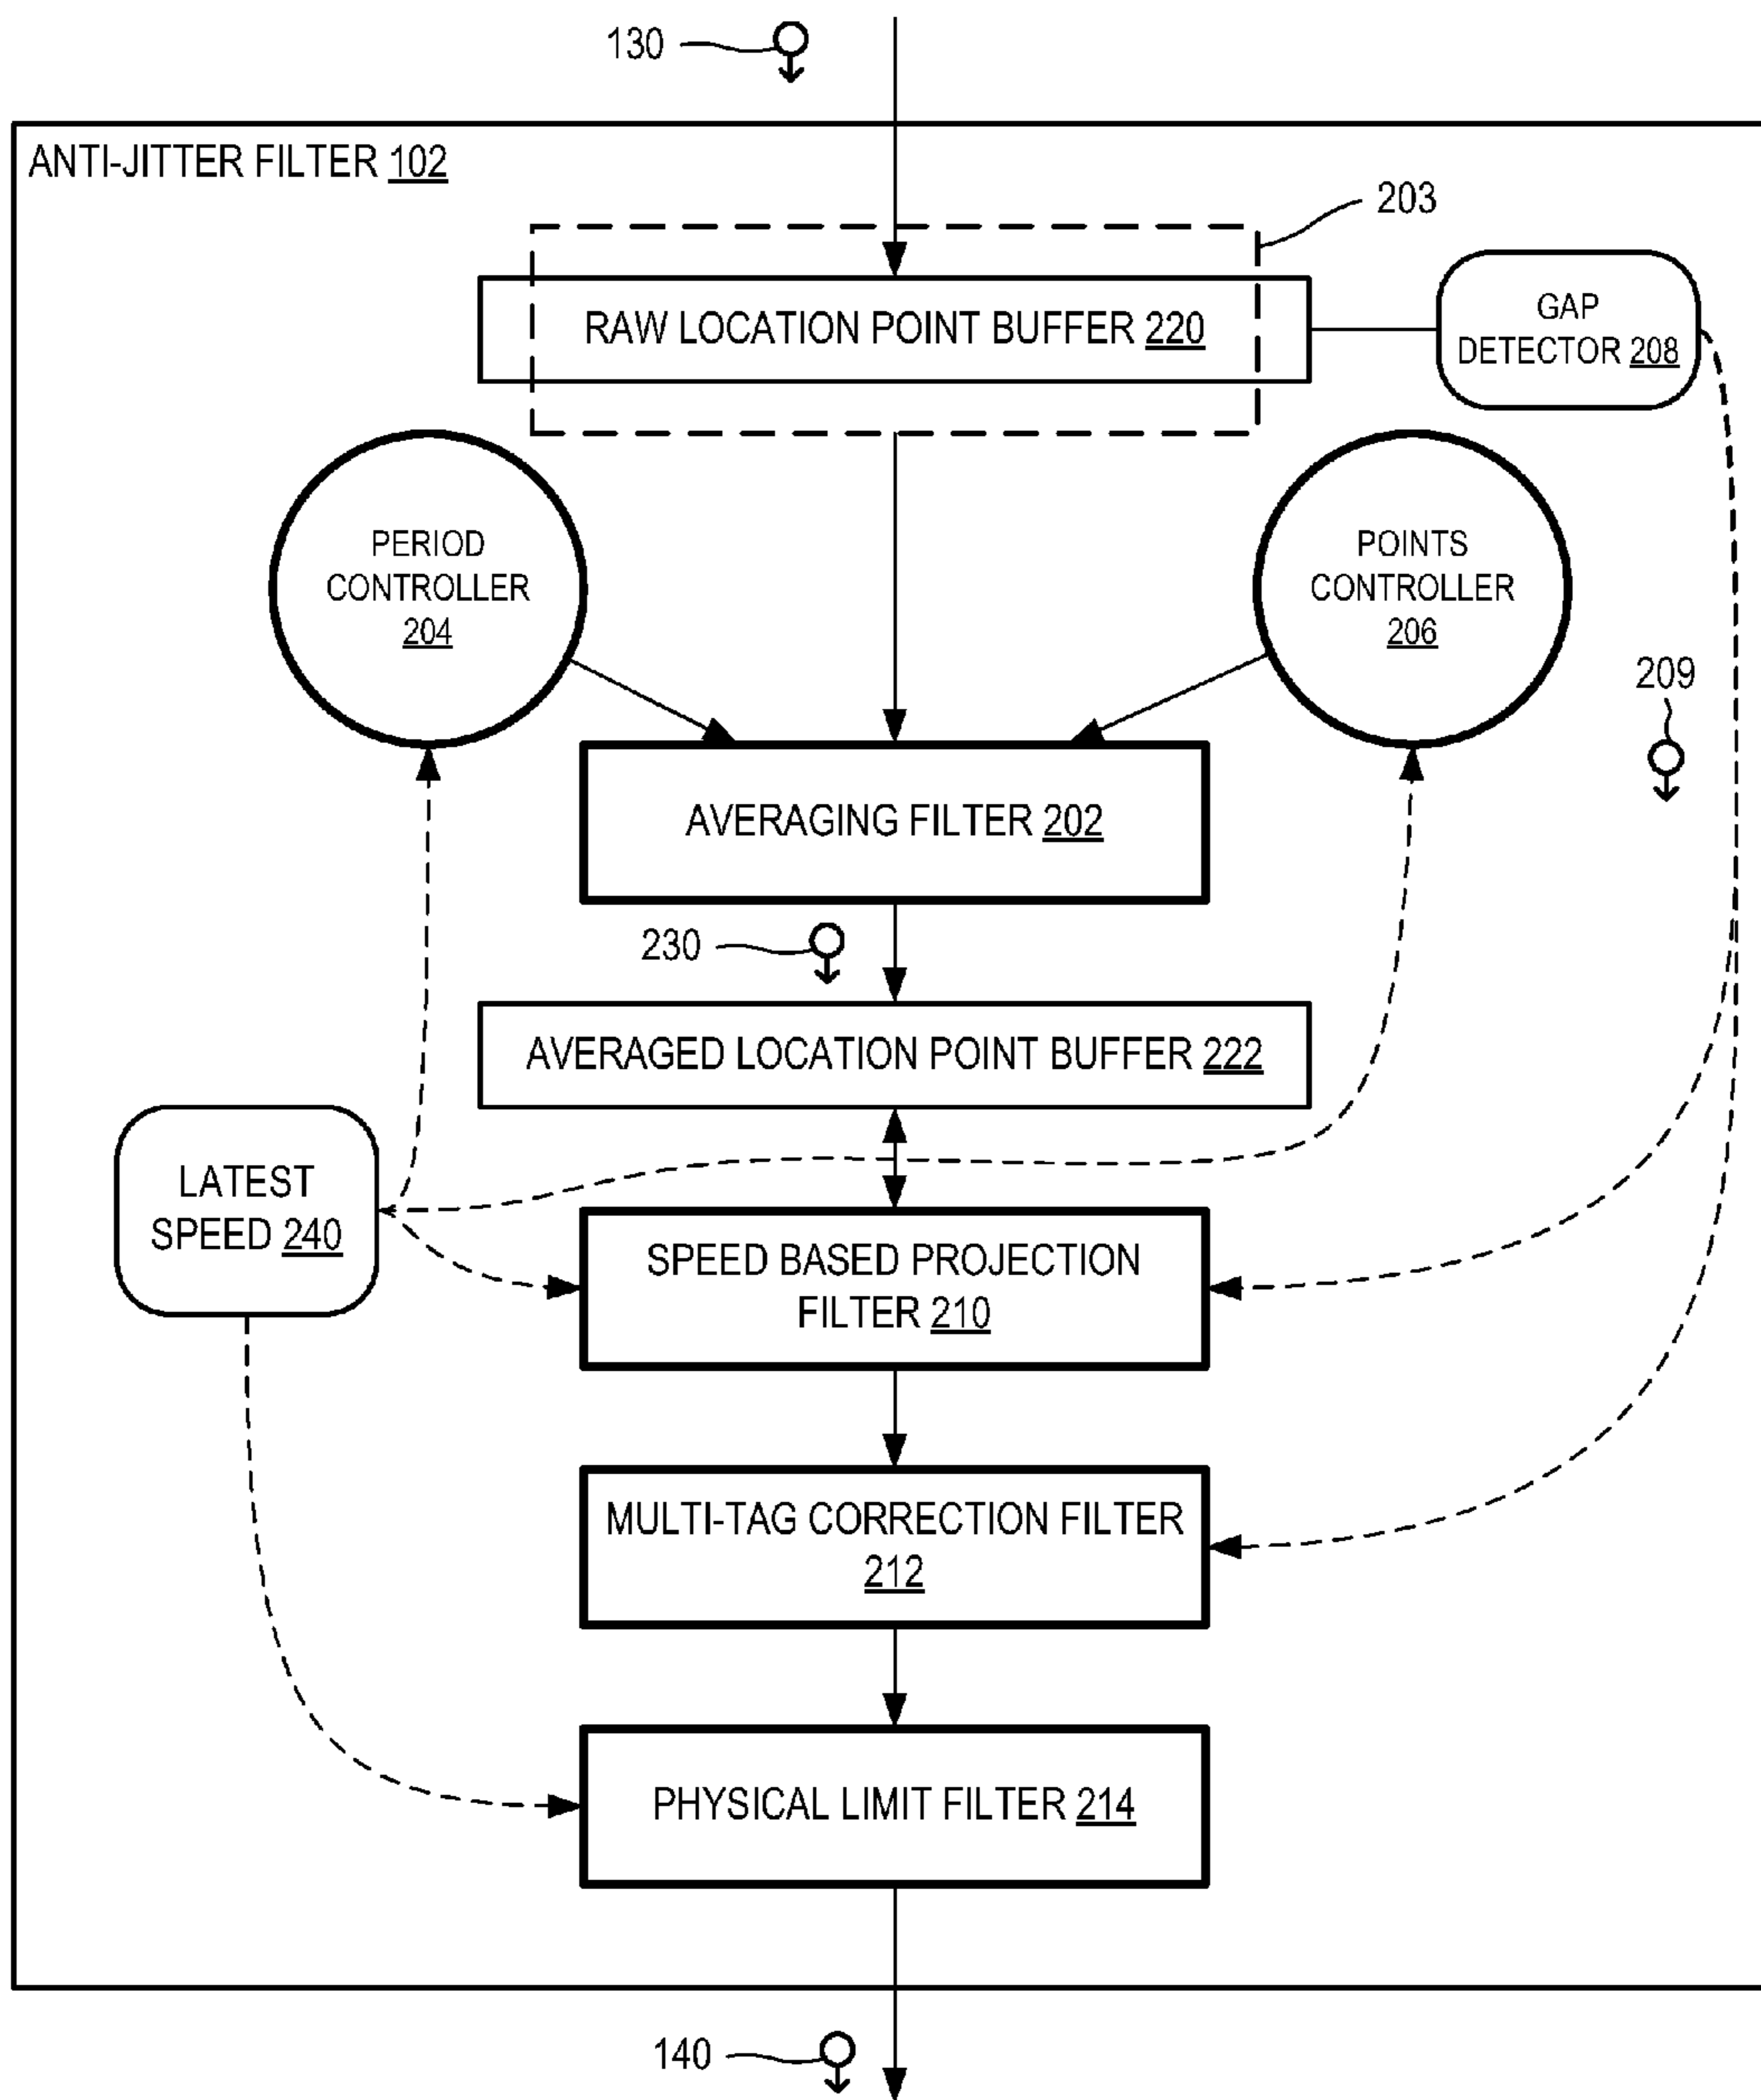 130
ANTI-JITTER FILTER 102
203
RAW LOCATION POINT BUFFER 220
GAP
DETECTOR 208
PERIOD
CONTROLLER
204
POINTS
CONTROLLER
206
209
AVERAGING FILTER 202
230
AVERAGED LOCATION POINT BUFFER 222
LATEST
SPEED 240
SPEED BASED PROJECTION
FILTER 210
MULTI-TAG CORRECTION FILTER
212
PHYSICAL LIMIT FILTER 214
140